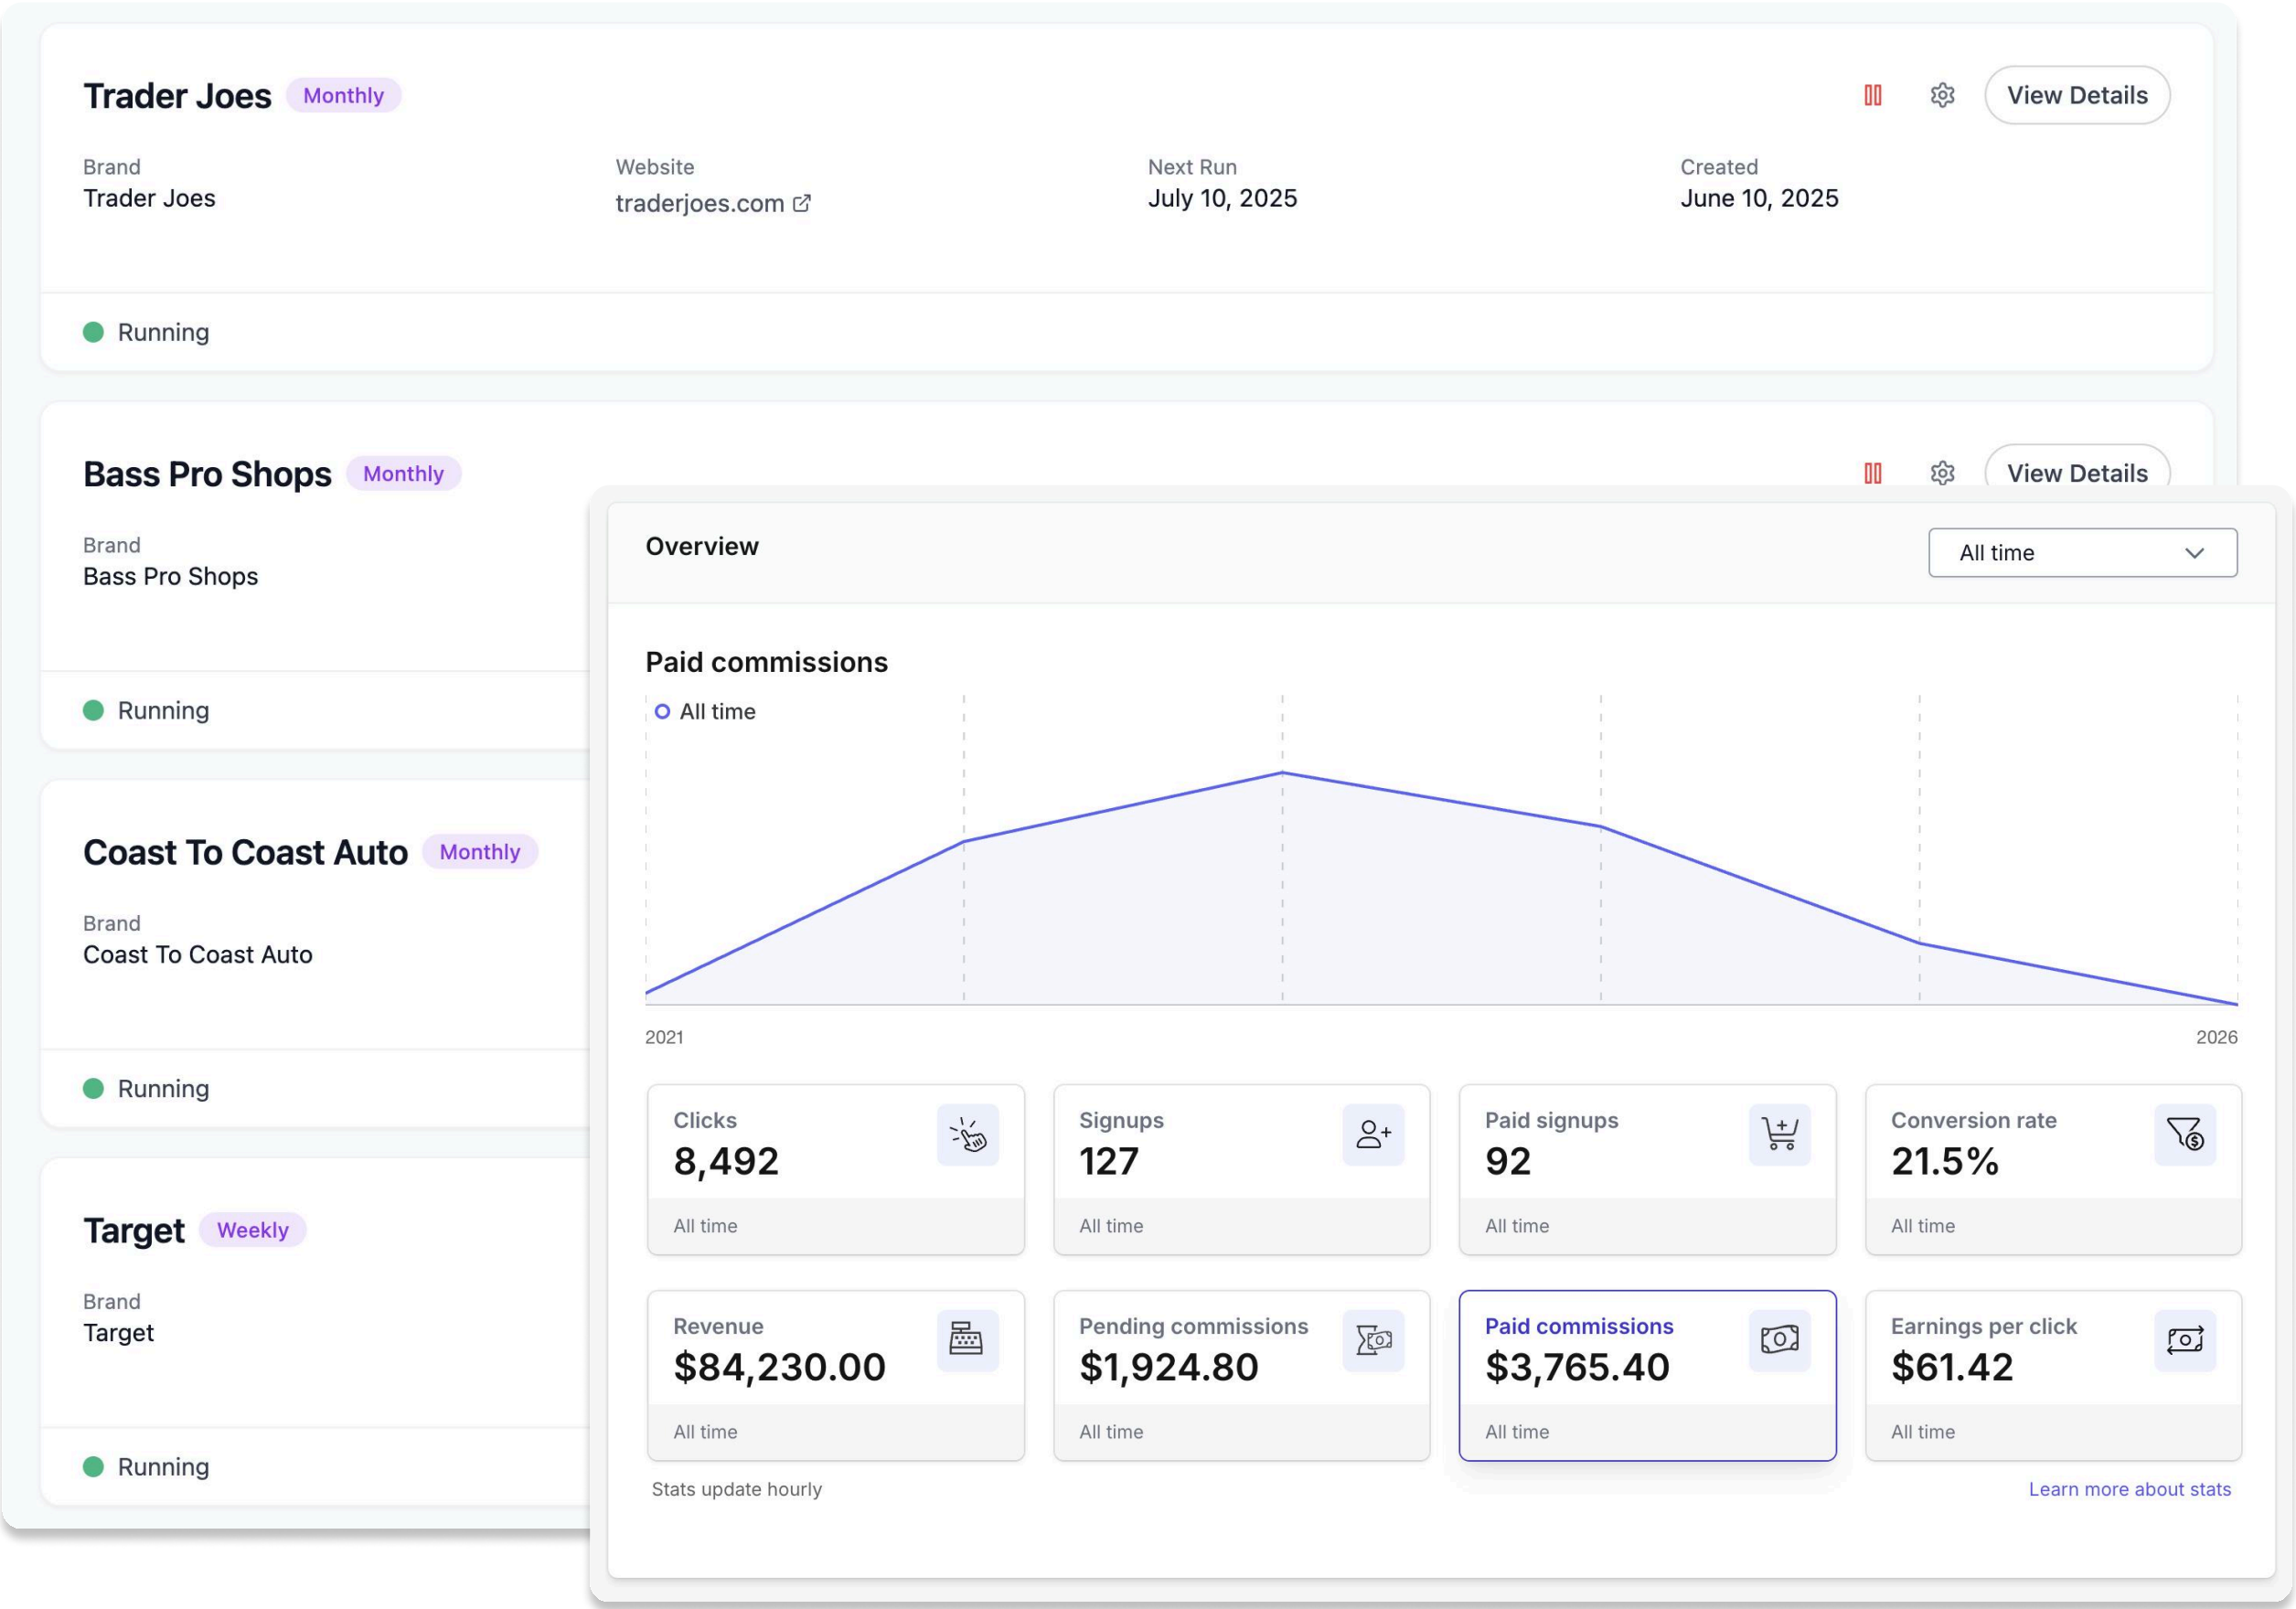 Trader Joes Monthly View Details
Brand Website Next Run Created
Trader Joes traderjoes.com July 10, 2025 June 10, 2025
Running
Bass Pro Shops Monthly View Details
Brand
Bass Pro Shops
Running
Coast To Coast Auto Monthly
Brand
Coast To Coast Auto
Running
Target Weekly
Brand
Target
Running
Overview All time
Paid commissions
All time
2021 2026
Clicks Signups Paid signups Conversion rate
8,492 127 92 21.5%
All time All time All time All time
Revenue Pending commissions Paid commissions Earnings per click
$84,230.00 $1,924.80 $3,765.40 $61.42
All time All time All time All time
Stats update hourly Learn more about stats